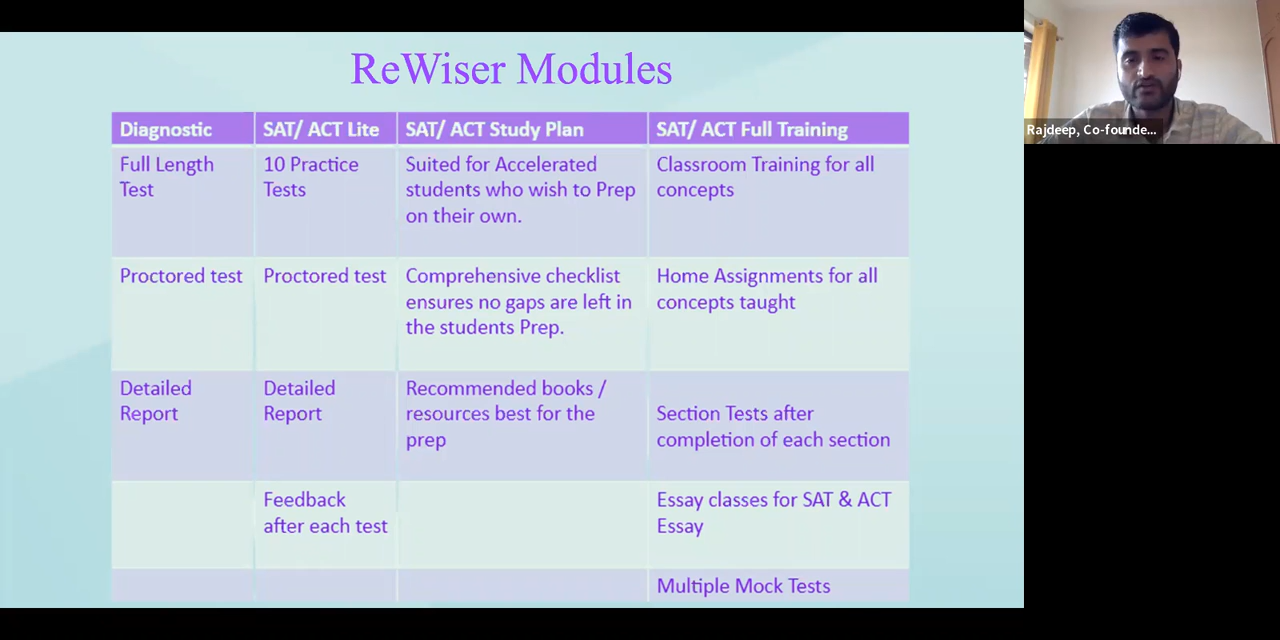 ReWiser Modules
Diagnostic
SAT/ ACT Lite
SAT/ ACT Study Plan
SAT/ ACT Full Training
Full Length
Test
10 Practice
Tests
Suited for Accelerated
students who wish to Prep
on their own.
Classroom Training for all
concepts
Proctored test
Proctored test
Comprehensive checklist
ensures no gaps are left in
the students Prep.
Home Assignments for all
concepts taught
Detailed
Report
Detailed
Report
Recommended books /
resources best for the
prep
Section Tests after
completion of each section
Feedback
after each test
Essay classes for SAT & ACT
Essay
Multiple Mock Tests
Rajdeep, Co-founde...